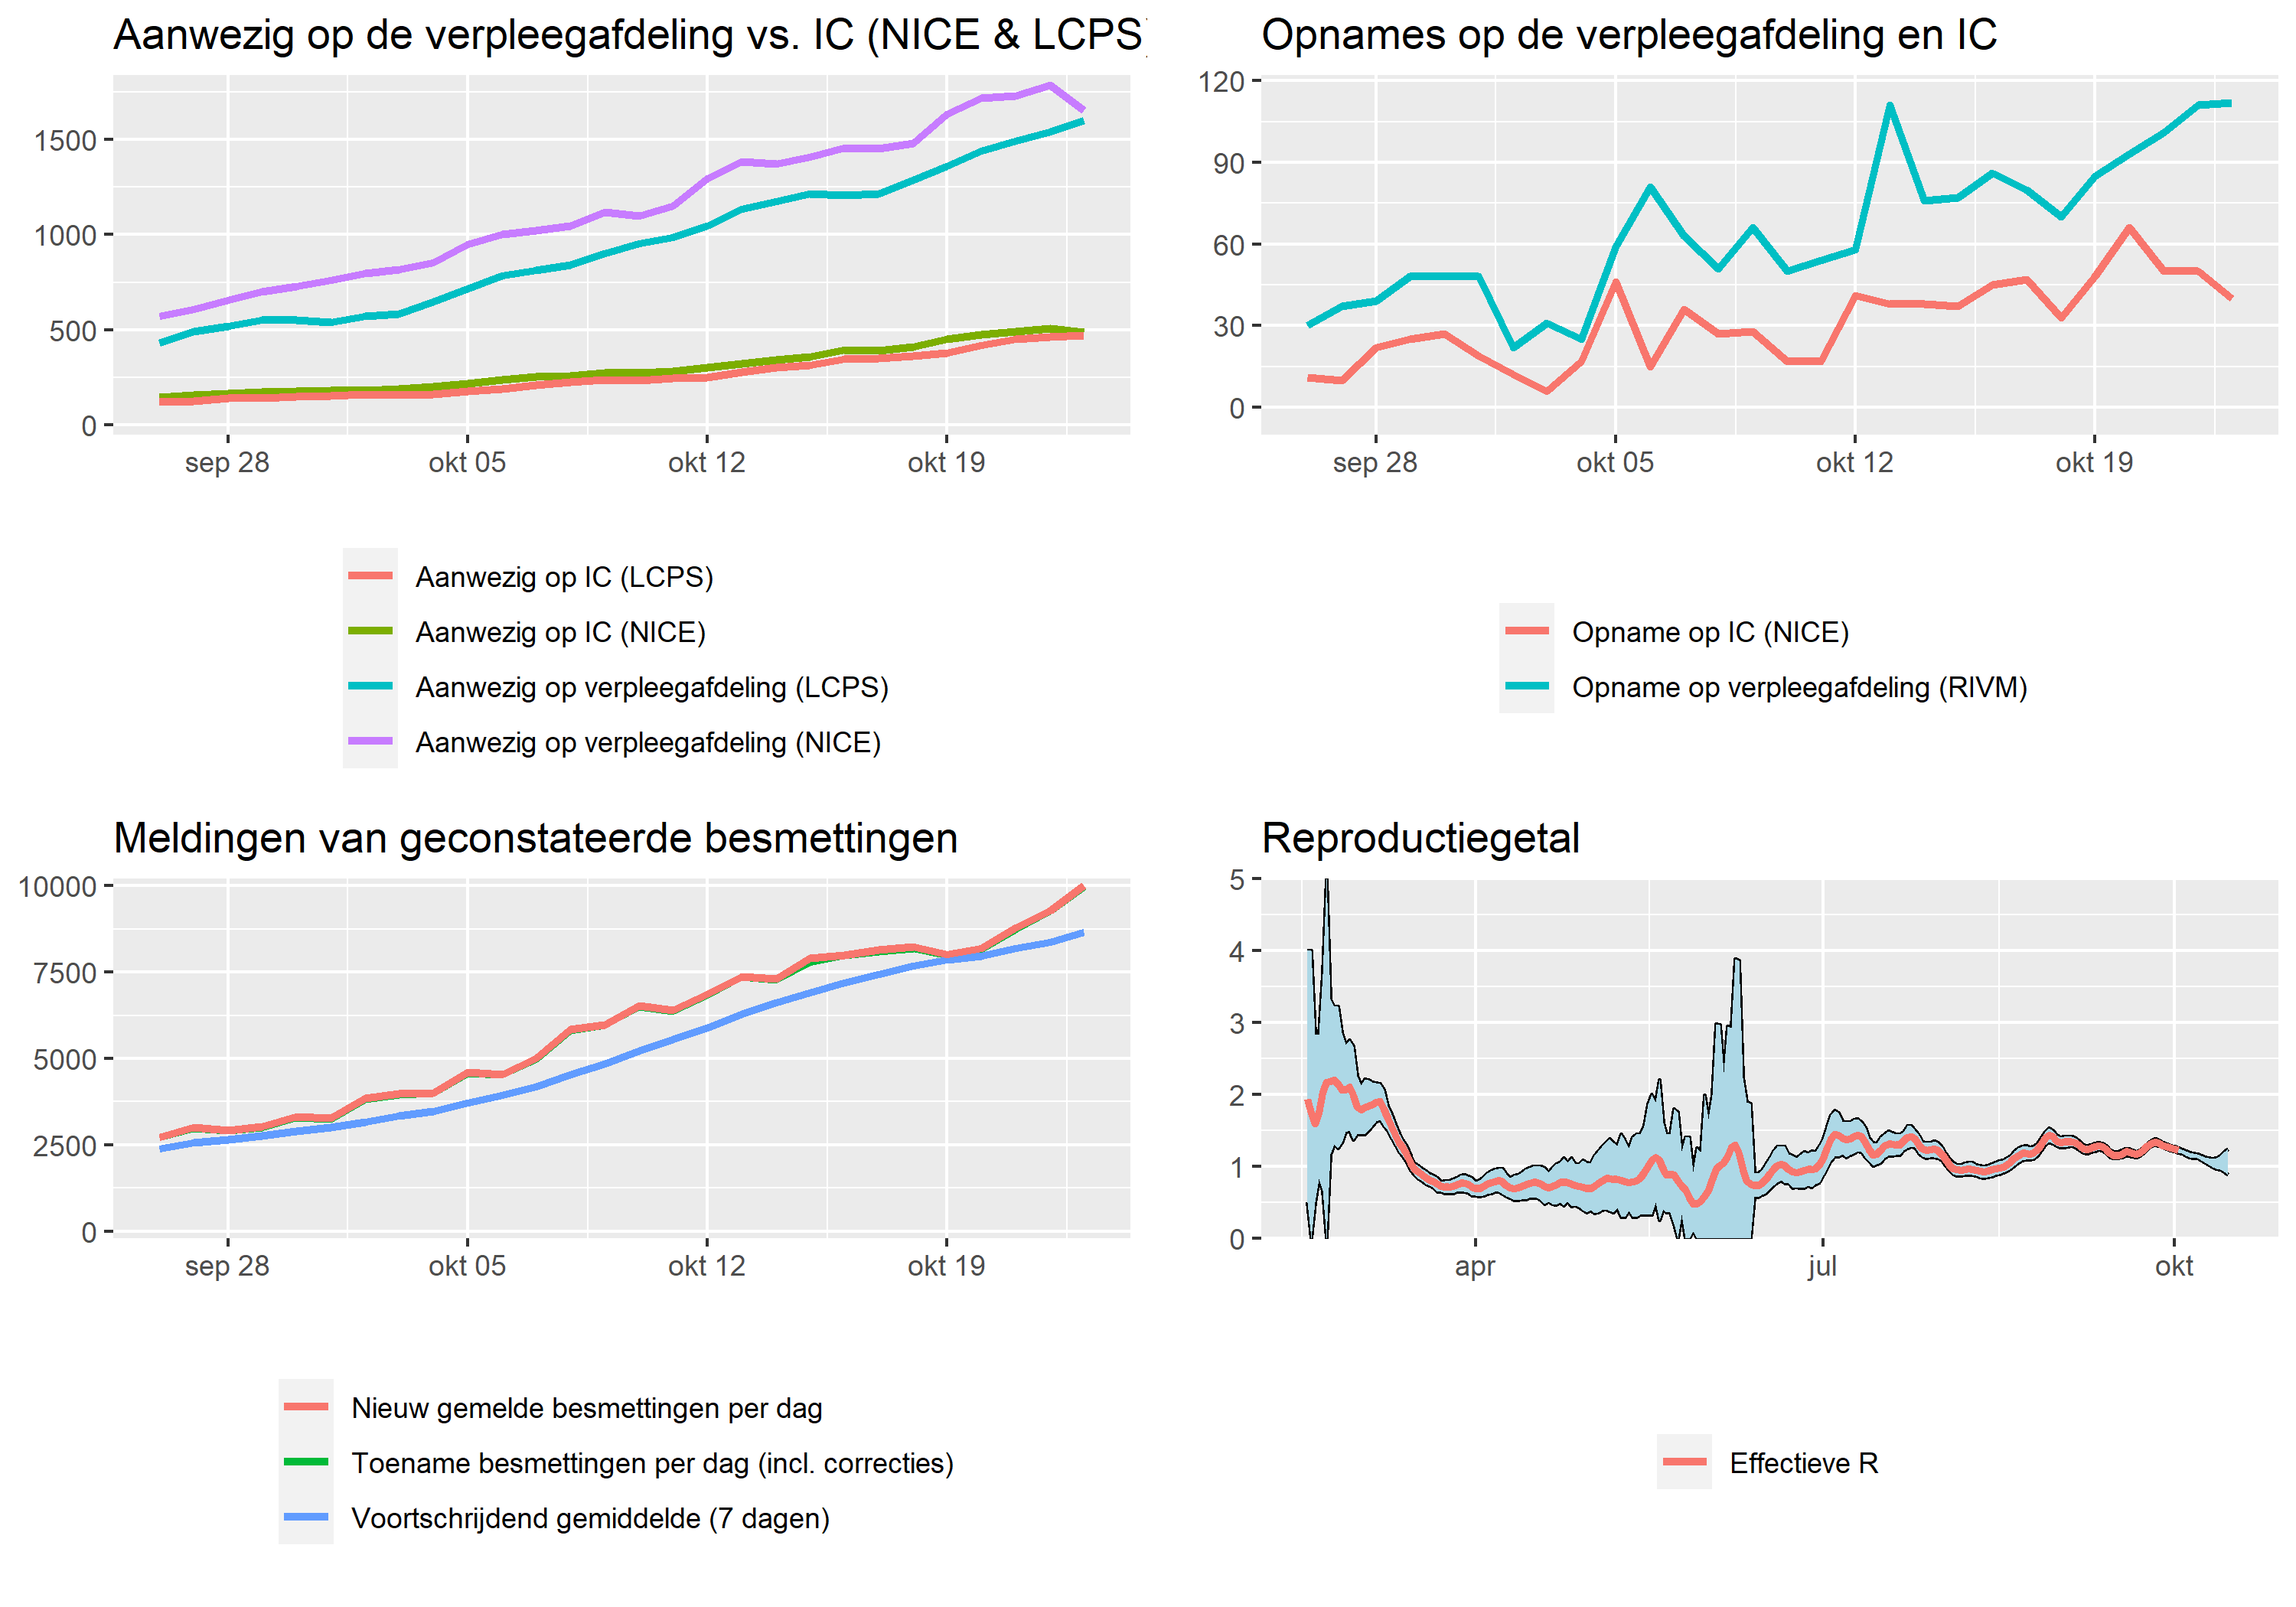 Aanwezig op de verpleegafdeling vs. IC (NICE & LCPS)
1500
1000
500
0
sep 28 okt 05 okt 12 okt 19
Aanwezig op IC (LCPS)
Aanwezig op IC (NICE)
Aanwezig op verpleegafdeling (LCPS)
Aanwezig op verpleegafdeling (NICE)
Opnames op de verpleegafdeling en IC
120
90
60
30
0
sep 28 okt 05 okt 12 okt 19
Opname op IC (NICE)
Opname op verpleegafdeling (RIVM)
Meldingen van geconstateerde besmettingen
10000
7500
5000
2500
0
sep 28 okt 05 okt 12 okt 19
Nieuw gemelde besmettingen per dag
Toename besmettingen per dag (incl. correcties)
Voortschrijdend gemiddelde (7 dagen)
Reproductiegetal
5
4
3
2
1
0
apr jul okt
Effectieve R